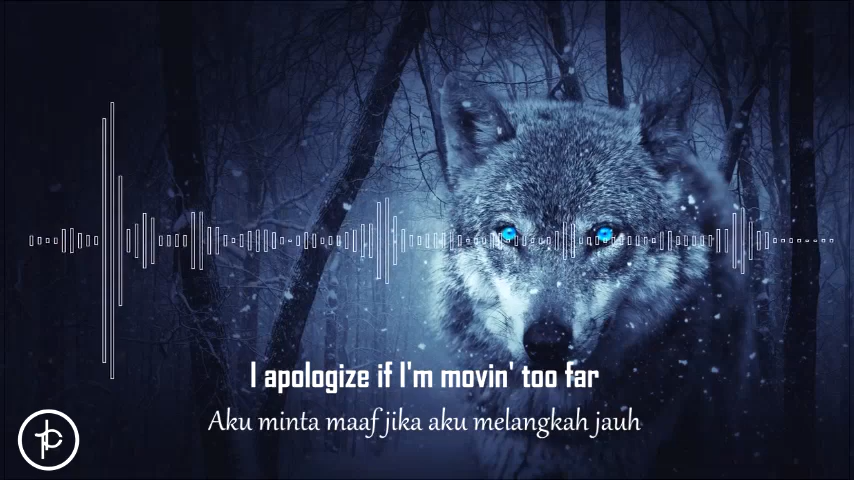 I apologize if I'm movin' too far
Aku minta maaf jika aku melangkah jauh